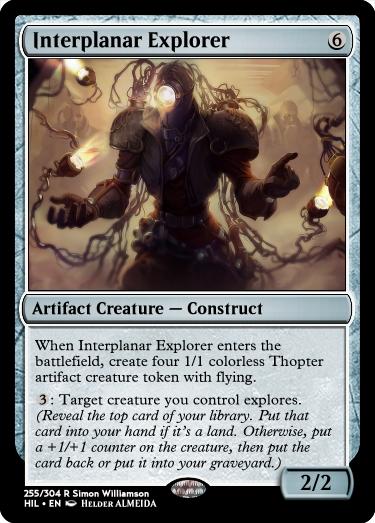 Interplanar Explorer 6
Artifact Creature — Construct
When Interplanar Explorer enters the
battlefield, create four 1/1 colorless Thopter
artifact creature token with flying.
3: Target creature you control explores.
(Reveal the top card of your library. Put that
card into your hand if it's a land. Otherwise, put
a +1/+1 counter on the creature, then put the
card back or put it into your graveyard.)
2/2
255/304 R Simon Williamson
HIL • EN Helder ALMEIDA